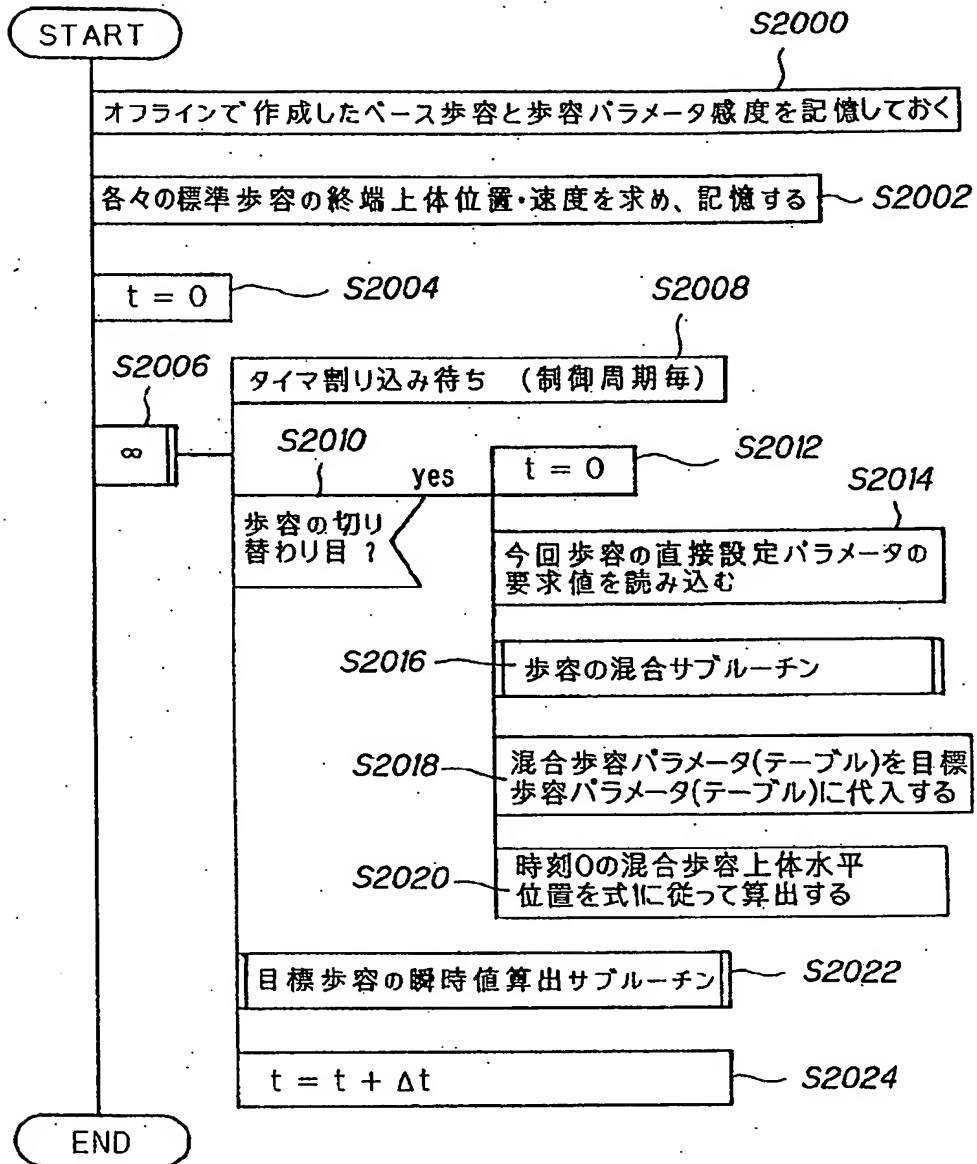 START
S2000
オフラインで作成したベース歩容と歩容パラメータ感度を記憶しておく
各々の標準歩容の終端上体位置・速度を求め、記憶する
S2002
t = 0
S2004
S2008
S2006
タイマ割り込み待ち (制御周期毎)
∞
S2010
yes
歩容の切り
替わり目 ?
t = 0
S2012
S2014
今回歩容の直接設定パラメータの
要求値を読み込む
S2016
歩容の混合サブルーチン
S2018
混合歩容パラメータ(テーブル)を目標
歩容パラメータ(テーブル)に代入する
S2020
時刻0の混合歩容上体水平
位置を式1に従って算出する
目標歩容の瞬時値算出サブルーチン
S2022
t = t + Δt
S2024
END